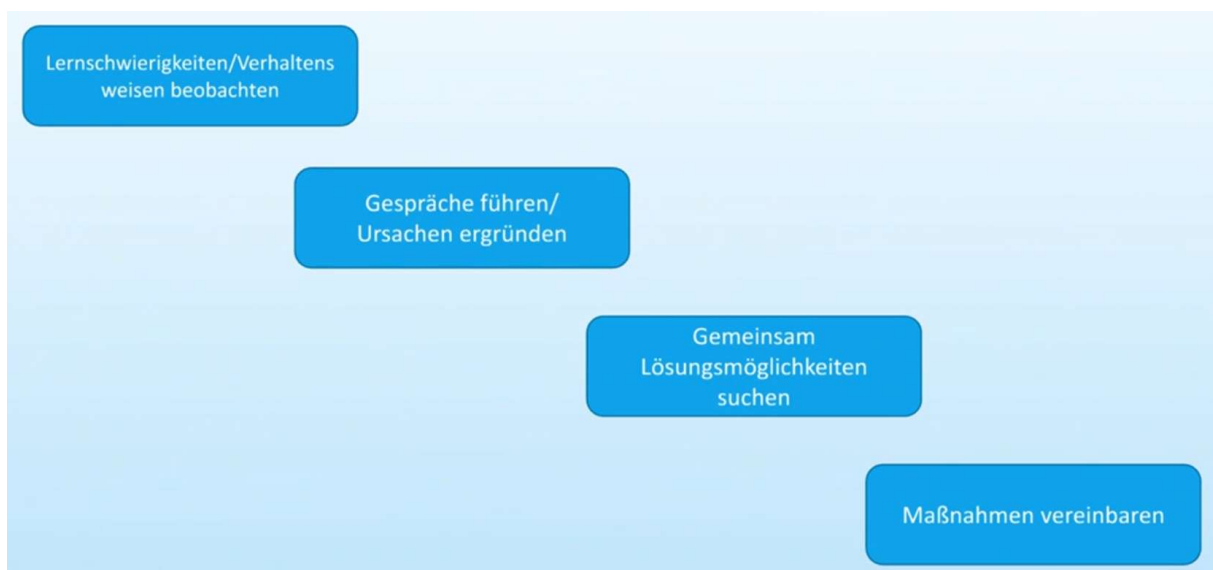 Lernschwierigkeiten/Verhaltens
weisen beobachten
Gespräche führen/
Ursachen ergründen
Gemeinsam
Lösungsmöglichkeiten
suchen
Maßnahmen vereinbaren